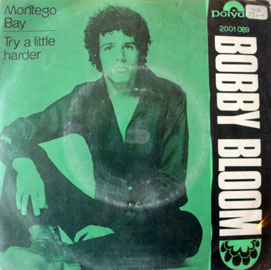 Montego
Bay
Try a little
harder
Polydor
2001 089
BOBBY BLOOM